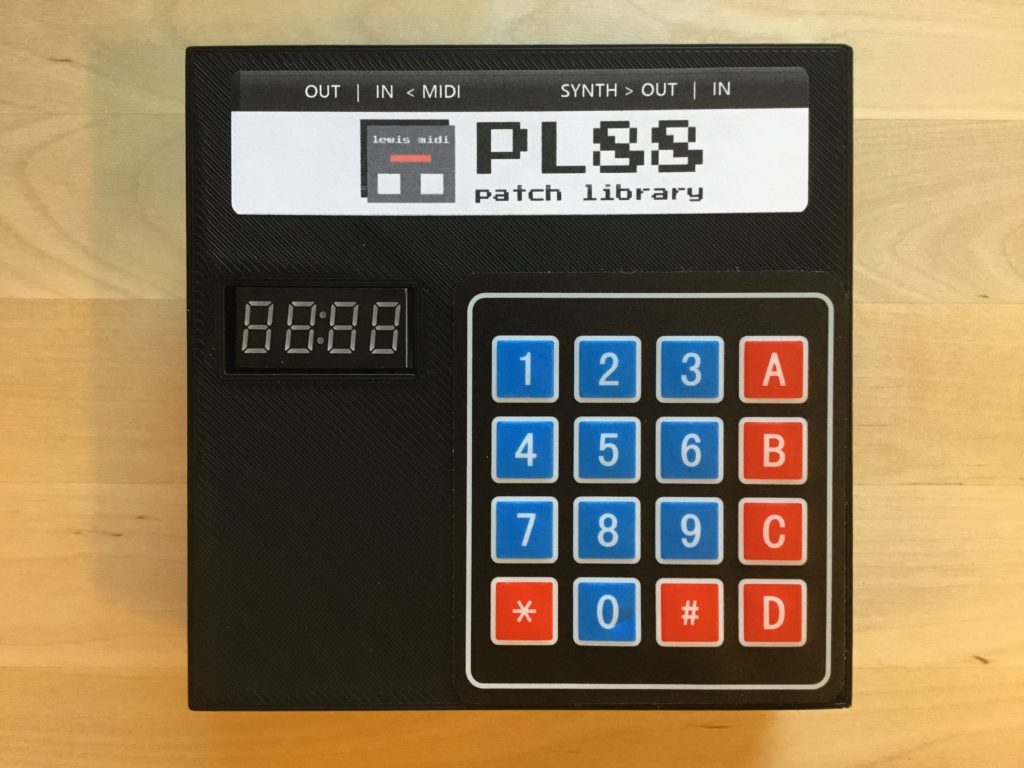 OUT | IN < MIDI SYNTH > OUT | IN
lewis midi
PL88
patch library
88:88
1 2 3 A
4 5 6 B
7 8 9 C
* 0 # D